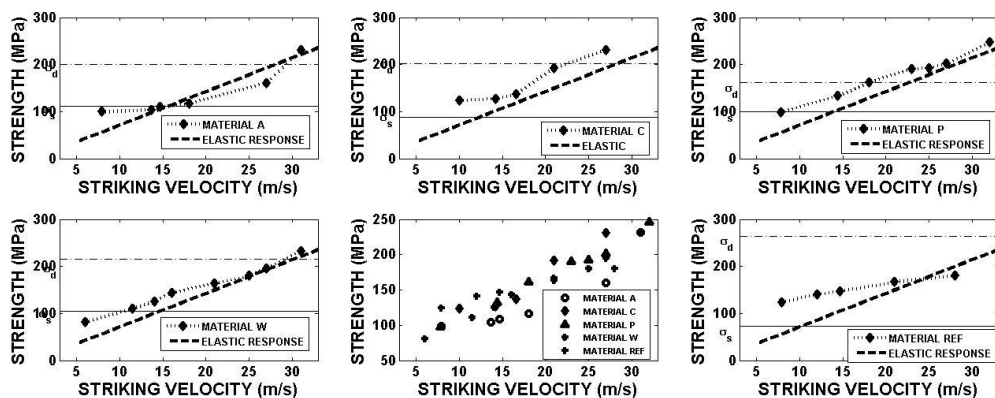 300
200
100
0
STRENGTH (MPa)
σd
MATERIAL A
ELASTIC RESPONSE
5 10 15 20 25 30
STRIKING VELOCITY (m/s)
300
200
100
0
STRENGTH (MPa)
d
s
MATERIAL C
ELASTIC
5 10 15 20 25 30
STRIKING VELOCITY (m/s)
300
200
100
0
STRENGTH (MPa)
σd
σs
MATERIAL P
ELASTIC RESPONSE
5 10 15 20 25 30
STRIKING VELOCITY (m/s)
300
200
100
0
STRENGTH (MPa)
d
s
MATERIAL W
ELASTIC RESPONSE
5 10 15 20 25 30
STRIKING VELOCITY (m/s)
250
200
150
100
50
STRENGTH (MPa)
MATERIAL A
MATERIAL C
MATERIAL P
MATERIAL W
MATERIAL REF
5 10 15 20 25 30
STRIKING VELOCITY (m/s)
300
200
100
0
STRENGTH (MPa)
σd
σs
MATERIAL REF
ELASTIC RESPONSE
5 10 15 20 25 30
STRIKING VELOCITY (m/s)